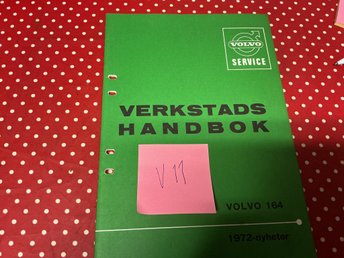 VOLVO
SERVICE
VERKSTADS
HANDBOK
V 11
VOLVO 164
1972-nyheter